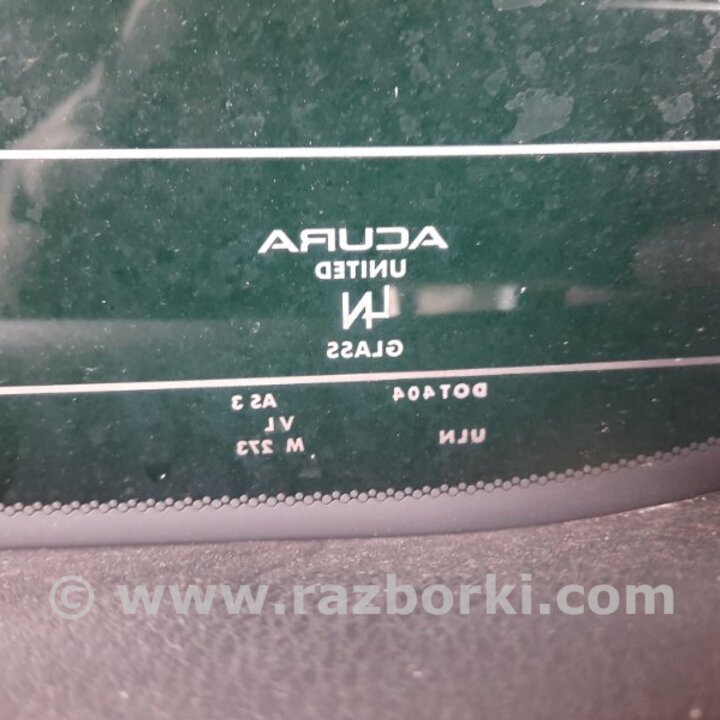 ACURA
UNITED
LN
GLASS
DOT404 AS 3
VL
ULN M 273
© www.razborki.com